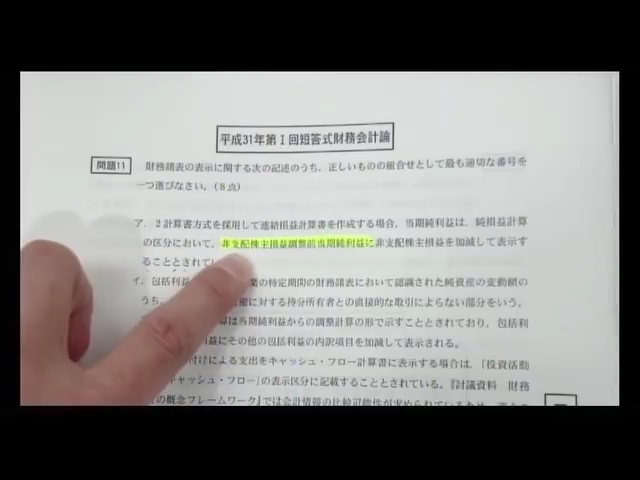 平成31年第Ⅰ回短答式財務会計論
問題11 財務諸表の表示に関する次の記述のうち、正しいものの組合せとして最も適切な番号を
一つ選びなさい。（8点）
ア．2計算書方式を採用して連結損益計算書を作成する場合、当期純利益は、純損益計算
の区分において、非支配株主損益調整前当期純利益に非支配株主損益を加減して表示す
ることとされて
イ．包括利益 業の特定期間の財務諸表において認識された純資産の変動額の
うち、 に対する持分所有者との直接的な取引によらない部分をいう。
は当期純利益からの調整計算の形で示すこととされており、包括利
益にその他の包括利益の内訳項目を加減して表示される。
付けによる支出をキャッシュ・フロー計算書に表示する場合は、「投資活動
キャッシュ・フロー」の表示区分に記載することとされている。『討議資料 財務
の概念フレームワーク』では会計情報の比較可能性が求められているため